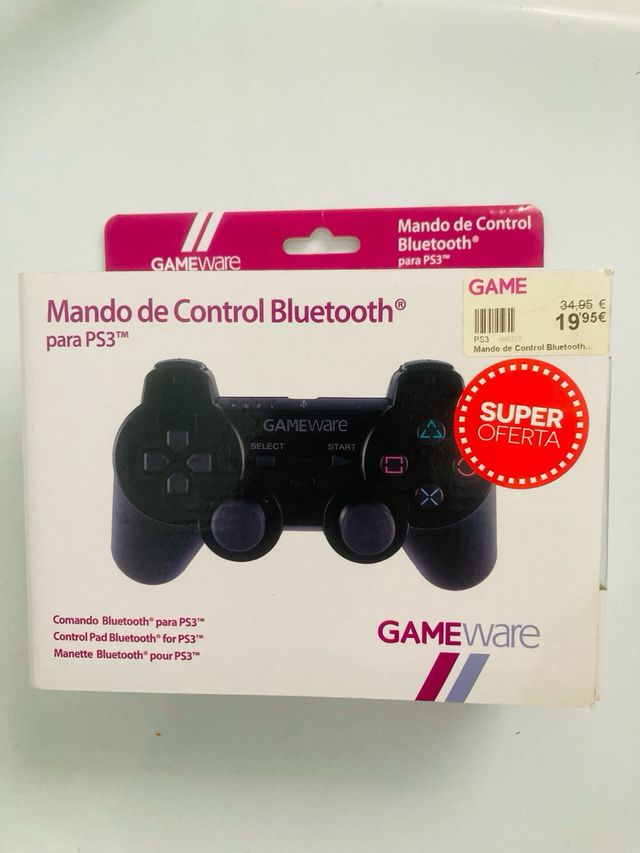 GAMEware
Mando de Control
Bluetooth®
para PS3™
Mando de Control Bluetooth®
para PS3™
GAME
34,95 €
19'95€
PS3
Mando de Control Bluetooth...
SUPER
OFERTA
GAMEware
SELECT
START
Comando Bluetooth® para PS3™
Control Pad Bluetooth® for PS3™
Manette Bluetooth® pour PS3™
GAMEware